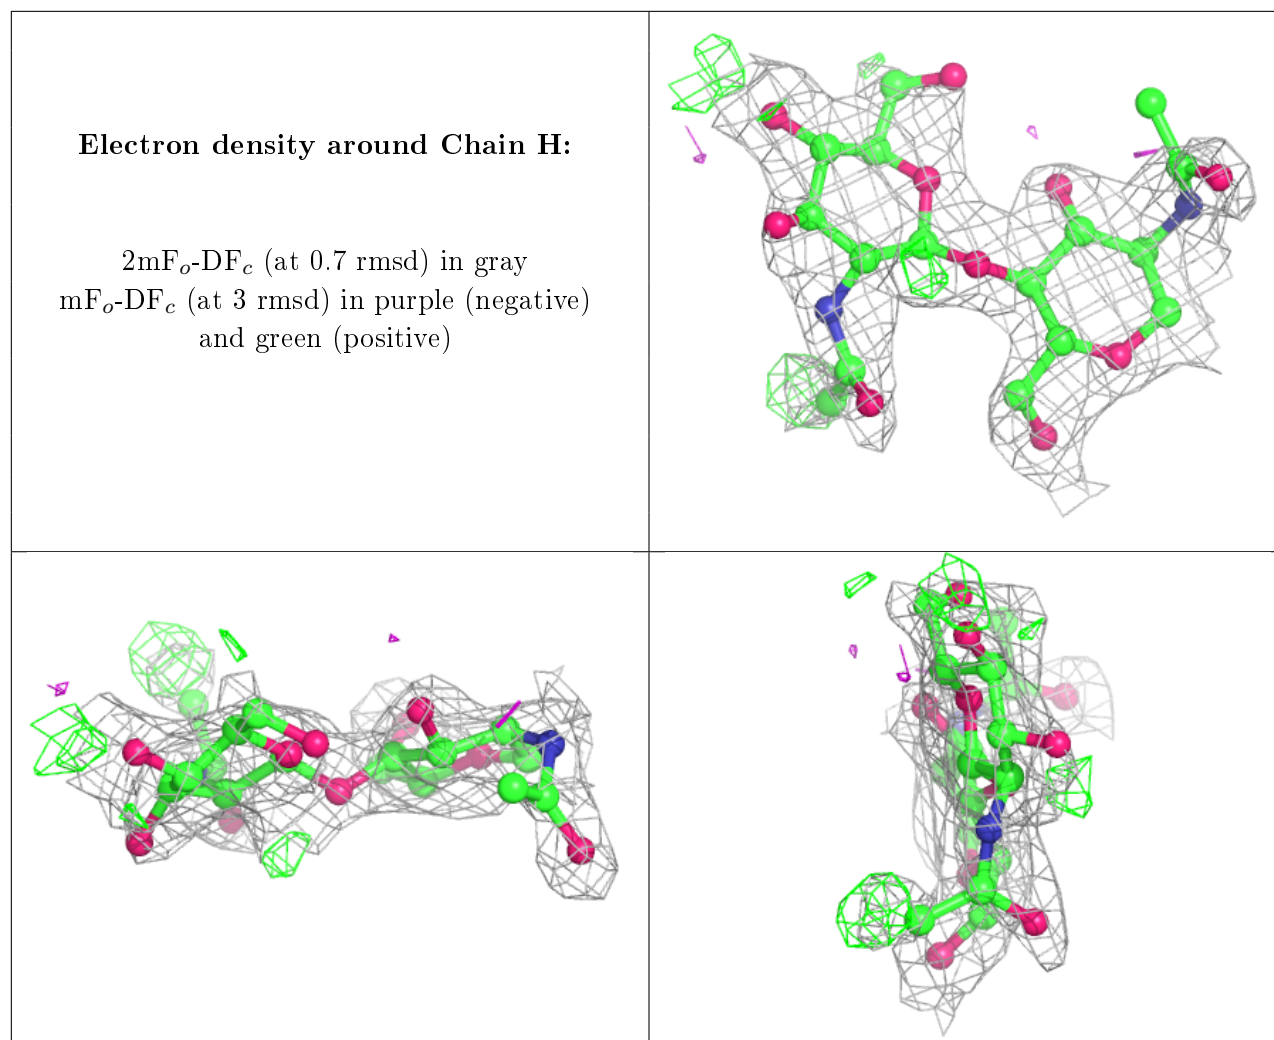 Electron density around Chain H:
2mFo-DFc (at 0.7 rmsd) in gray
mFo-DFc (at 3 rmsd) in purple (negative)
and green (positive)